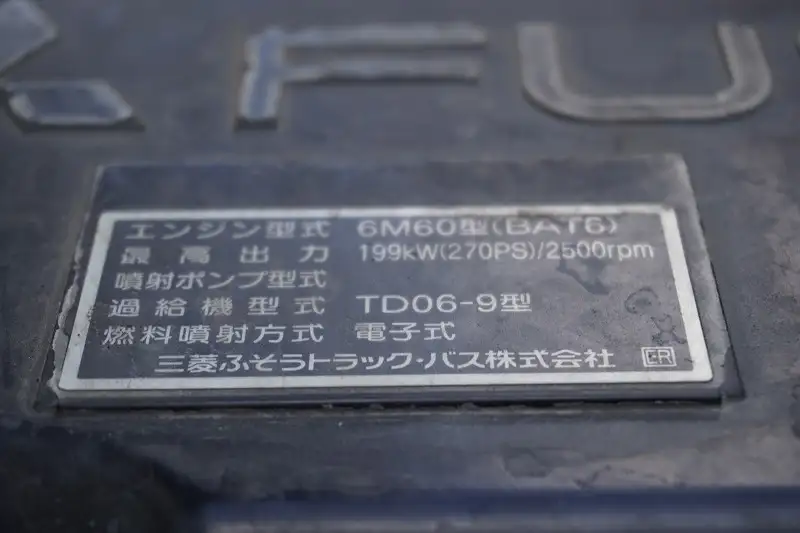 FU
エンジン型式 6M60型(BAT6)
最高出力 199kW(270PS)/2500rpm
噴射ポンプ型式
過給機型式 TD06-9型
燃料噴射方式 電子式
三菱ふそうトラック・バス株式会社 ER